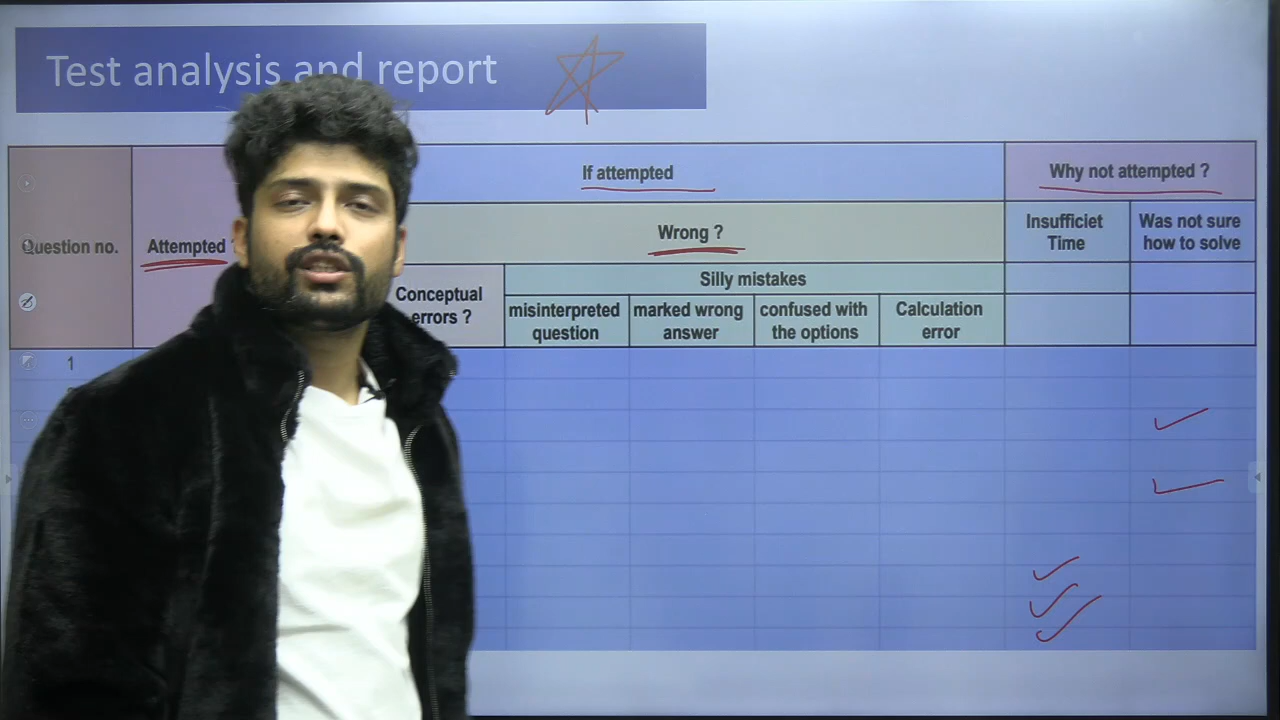 Test analysis and report
If attempted
Why not attempted ?
Question no.
Attempted ?
Wrong ?
Insufficiet
Time
Was not sure
how to solve
Silly mistakes
Conceptual
errors ?
misinterpreted
question
marked wrong
answer
confused with
the options
Calculation
error
1